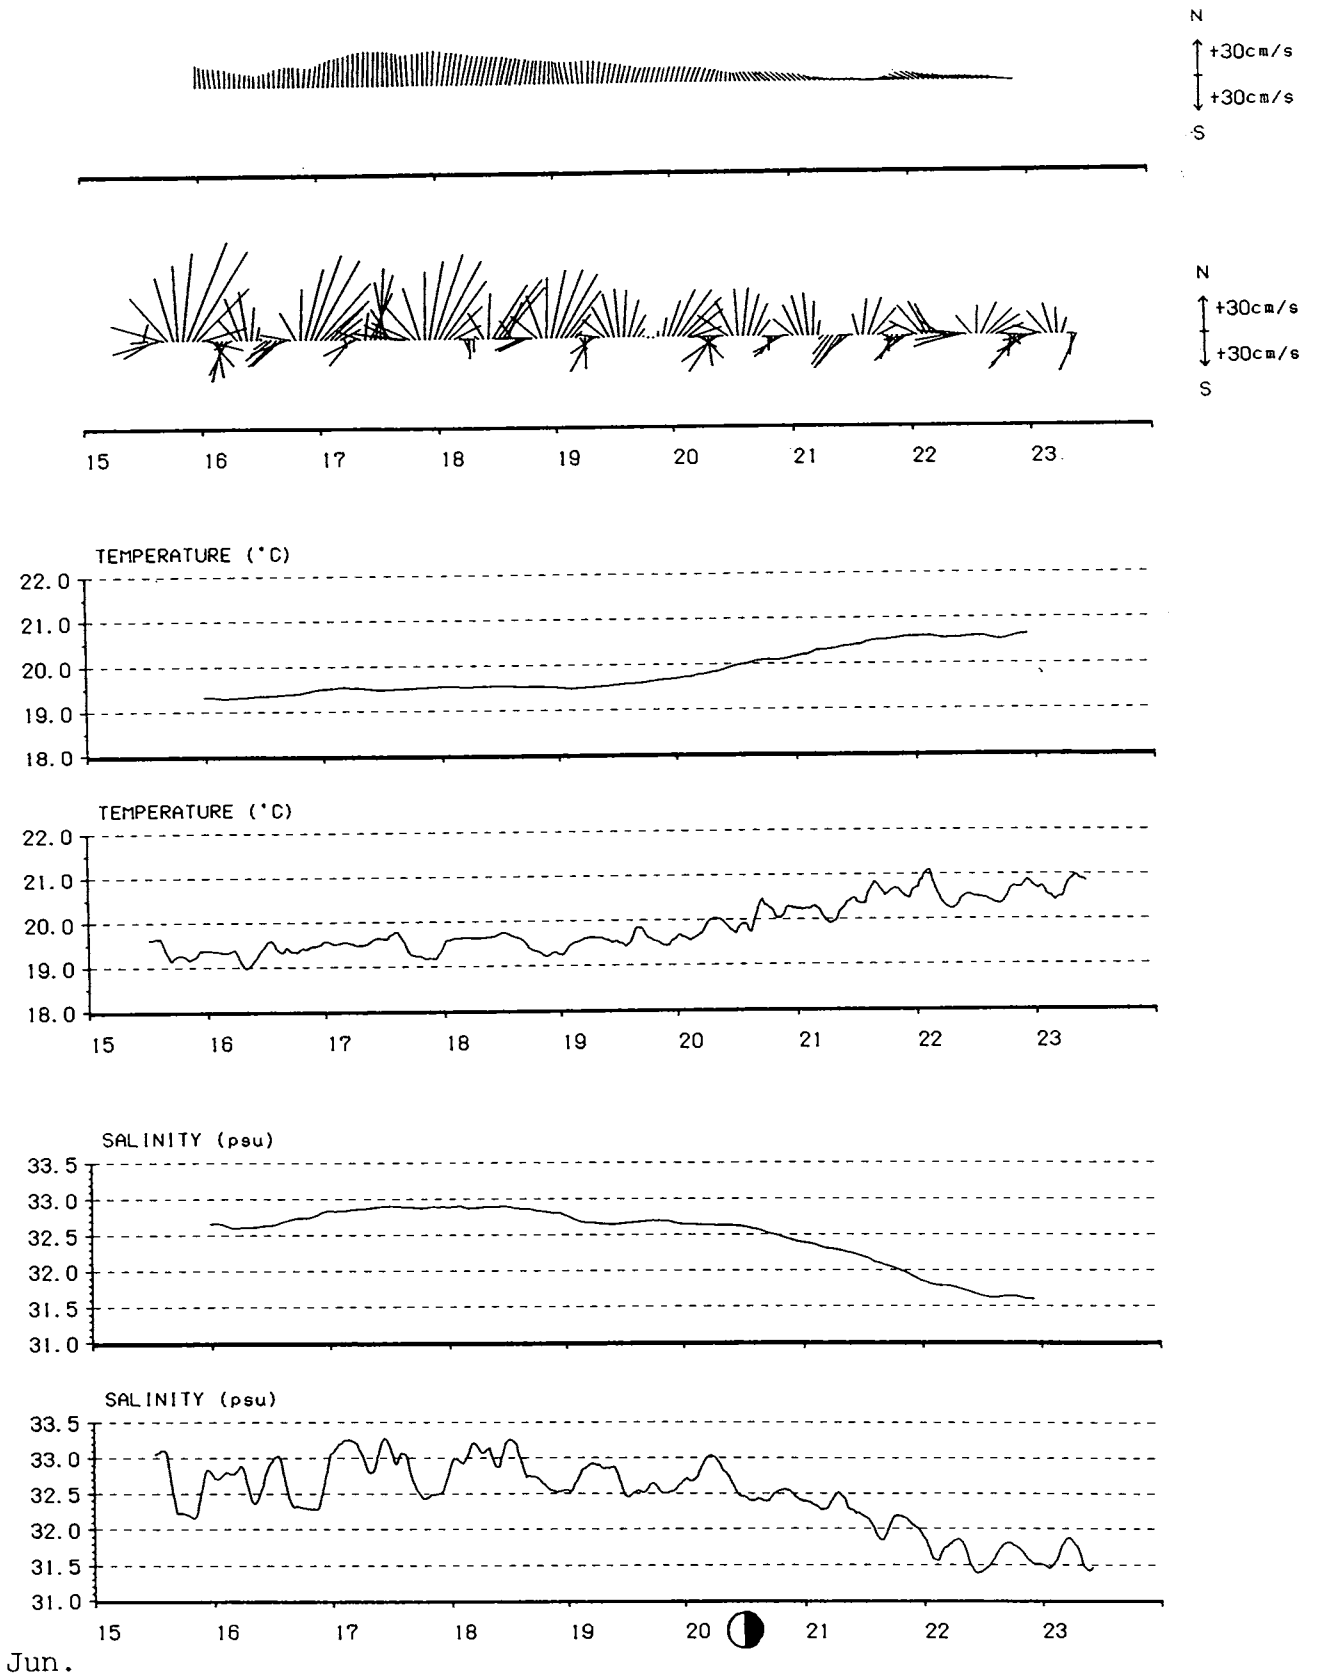 N
+30cm/s
+30cm/s
S
N
+30cm/s
+30cm/s
S
15 16 17 18 19 20 21 22 23
TEMPERATURE (°C)
22.0
21.0
20.0
19.0
18.0
TEMPERATURE (°C)
22.0
21.0
20.0
19.0
18.0
15 16 17 18 19 20 21 22 23
SALINITY (psu)
33.5
33.0
32.5
32.0
31.5
31.0
SALINITY (psu)
33.5
33.0
32.5
32.0
31.5
31.0
15 16 17 18 19 20 21 22 23
Jun.